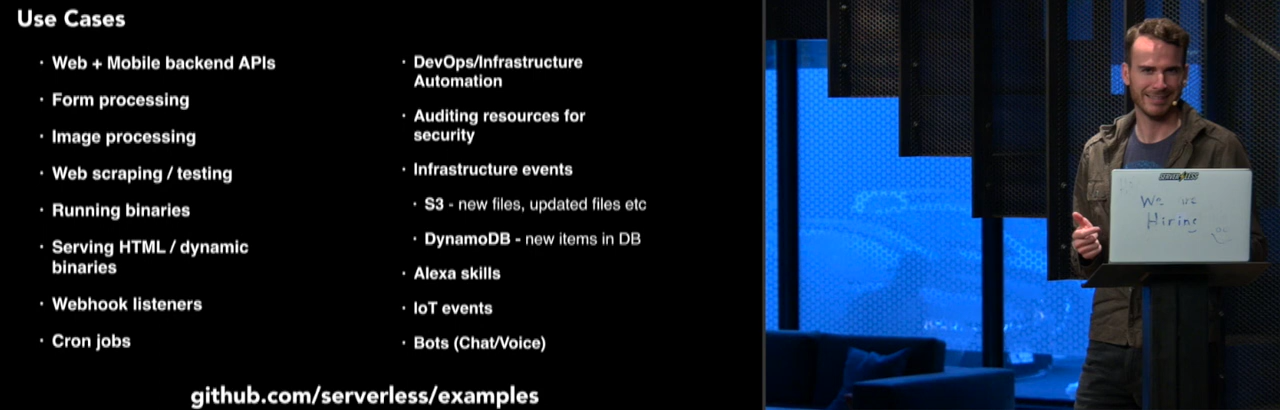 Use Cases
· Web + Mobile backend APIs
· Form processing
· Image processing
· Web scraping / testing
· Running binaries
· Serving HTML / dynamic
binaries
· Webhook listeners
· Cron jobs
· DevOps/Infrastructure
Automation
· Auditing resources for
security
· Infrastructure events
· S3 - new files, updated files etc
· DynamoDB - new items in DB
· Alexa skills
· IoT events
· Bots (Chat/Voice)
github.com/serverless/examples
SERVERLESS
We
Hiring